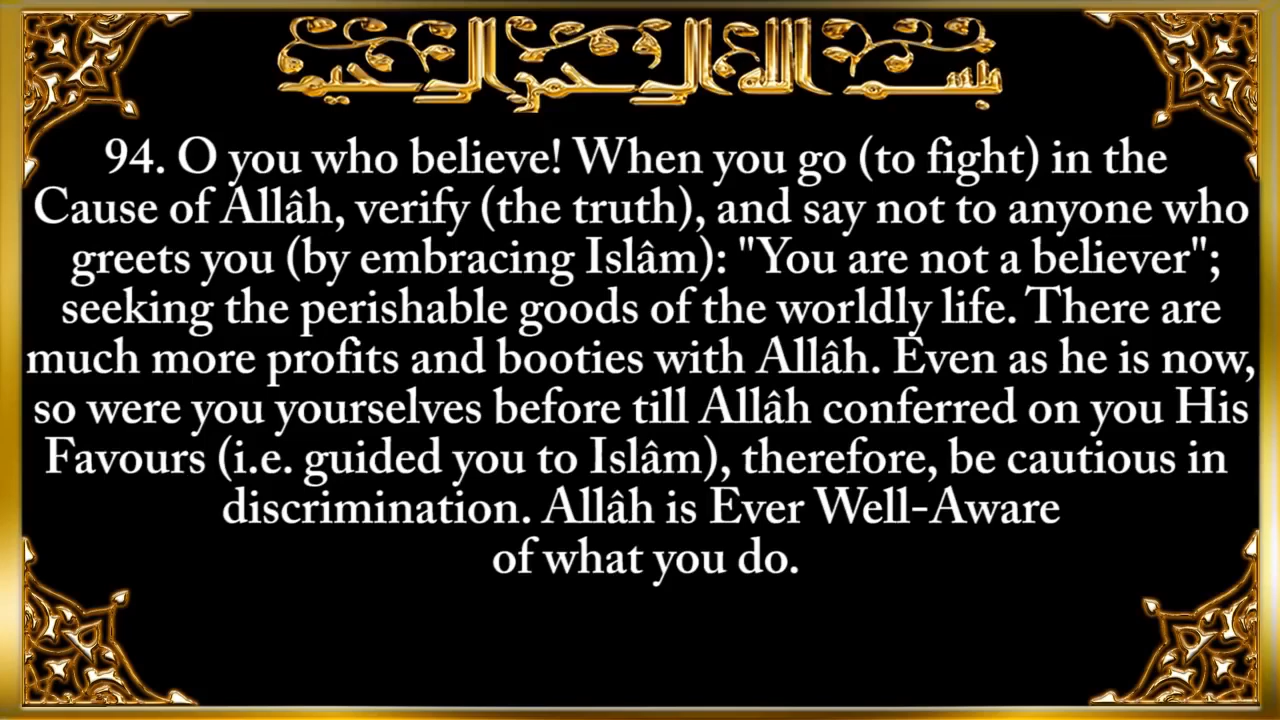 بسم الله الرحمن الرحيم
94. O you who believe! When you go (to fight) in the
Cause of Allâh, verify (the truth), and say not to anyone who
greets you (by embracing Islâm): "You are not a believer";
seeking the perishable goods of the worldly life. There are
much more profits and booties with Allâh. Even as he is now,
so were you yourselves before till Allâh conferred on you His
Favours (i.e. guided you to Islâm), therefore, be cautious in
discrimination. Allâh is Ever Well-Aware
of what you do.